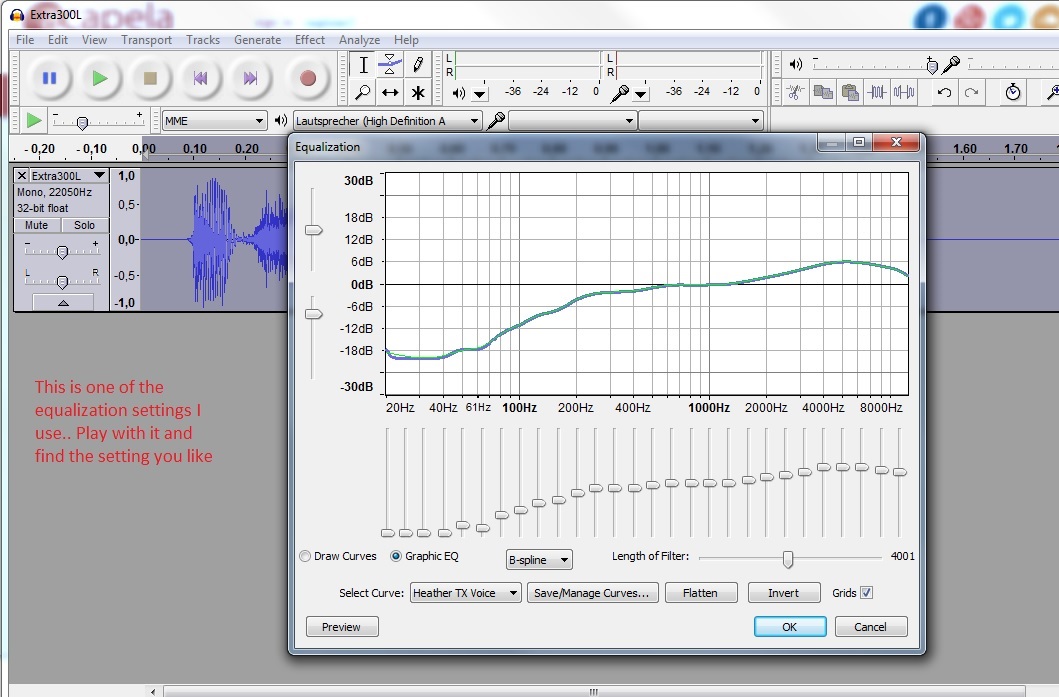 Extra300L
Capela
File Edit View Transport Tracks Generate Effect Analyze Help
L
R
-36 -24 -12 0
L
R
-36 -24 -12 0
MME
Lautsprecher (High Definition A
- 0,20 - 0,10 0,00 0.10 0.20
1.60 1.70
Equalization
Extra300L
Mono, 22050Hz
32-bit float
Mute Solo
- +
L R
1,0
0,5-
0,0-
-0,5-
-1,0
30dB
18dB
12dB
6dB
0dB
-6dB
-12dB
-18dB
-30dB
20Hz 40Hz 61Hz 100Hz 200Hz 400Hz 1000Hz 2000Hz 4000Hz 8000Hz
This is one of the
equalization settings I
use.. Play with it and
find the setting you like
Draw Curves Graphic EQ B-spline Length of Filter: 4001
Select Curve: Heather TX Voice Save/Manage Curves... Flatten Invert Grids
Preview OK Cancel